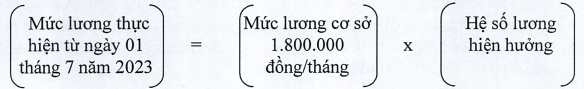 Mức lương thực
hiện từ ngày 01
tháng 7 năm 2023
=
Mức lương cơ sở
1.800.000
đồng/tháng
x
Hệ số lương
hiện hưởng